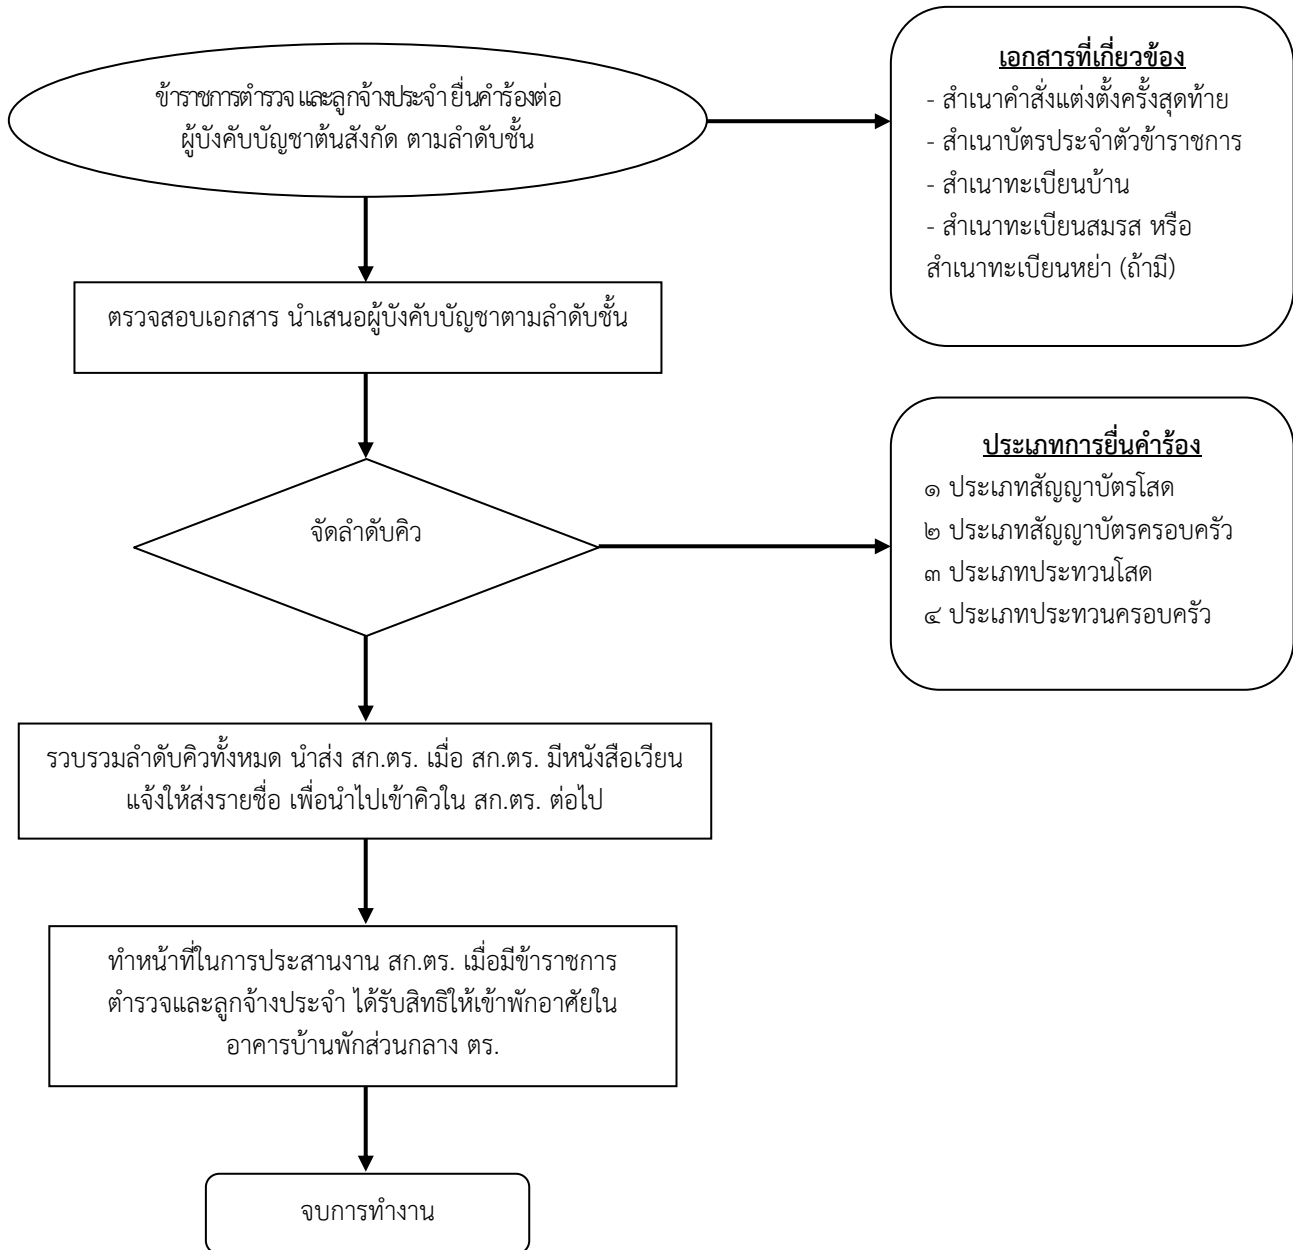 ข้าราชการตำรวจ และลูกจ้างประจำ ยื่นคำร้องต่อ
ผู้บังคับบัญชาต้นสังกัด ตามลำดับชั้น
เอกสารที่เกี่ยวข้อง
- สำเนาคำสั่งแต่งตั้งครั้งสุดท้าย
- สำเนาบัตรประจำตัวข้าราชการ
- สำเนาทะเบียนบ้าน
- สำเนาทะเบียนสมรส หรือ
สำเนาทะเบียนหย่า (ถ้ามี)
ตรวจสอบเอกสาร นำเสนอผู้บังคับบัญชาตามลำดับชั้น
จัดลำดับคิว
ประเภทการยื่นคำร้อง
๑ ประเภทสัญญาบัตรโสด
๒ ประเภทสัญญาบัตรครอบครัว
๓ ประเภทประทวนโสด
๔ ประเภทประทวนครอบครัว
รวบรวมลำดับคิวทั้งหมด นำส่ง สก.ตร. เมื่อ สก.ตร. มีหนังสือเวียน
แจ้งให้ส่งรายชื่อ เพื่อนำไปเข้าคิวใน สก.ตร. ต่อไป
ทำหน้าที่ในการประสานงาน สก.ตร. เมื่อมีข้าราชการ
ตำรวจและลูกจ้างประจำ ได้รับสิทธิให้เข้าพักอาศัยใน
อาคารบ้านพักส่วนกลาง ตร.
จบการทำงาน